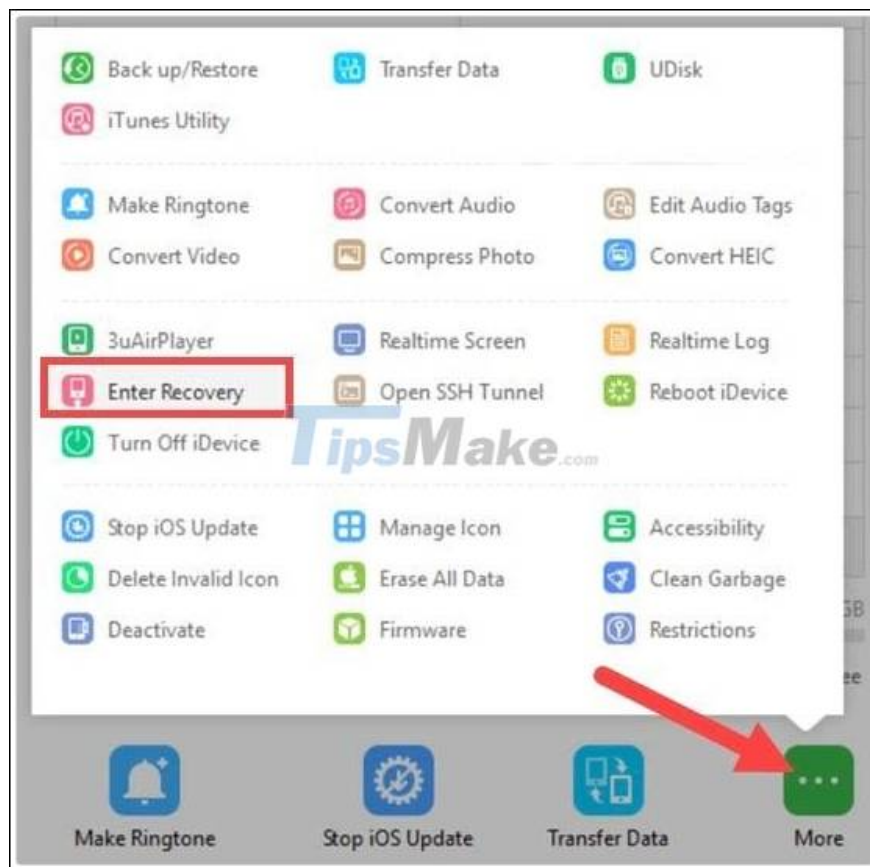 Back up/Restore Transfer Data UDisk
iTunes Utility
Make Ringtone Convert Audio Edit Audio Tags
Convert Video Compress Photo Convert HEIC
3uAirPlayer Realtime Screen Realtime Log
Enter Recovery Open SSH Tunnel Reboot iDevice
Turn Off iDevice
TipsMake.com
Stop iOS Update Manage Icon Accessibility
Delete Invalid Icon Erase All Data Clean Garbage
GB
Deactivate Firmware Restrictions
ee
Make Ringtone Stop iOS Update Transfer Data More